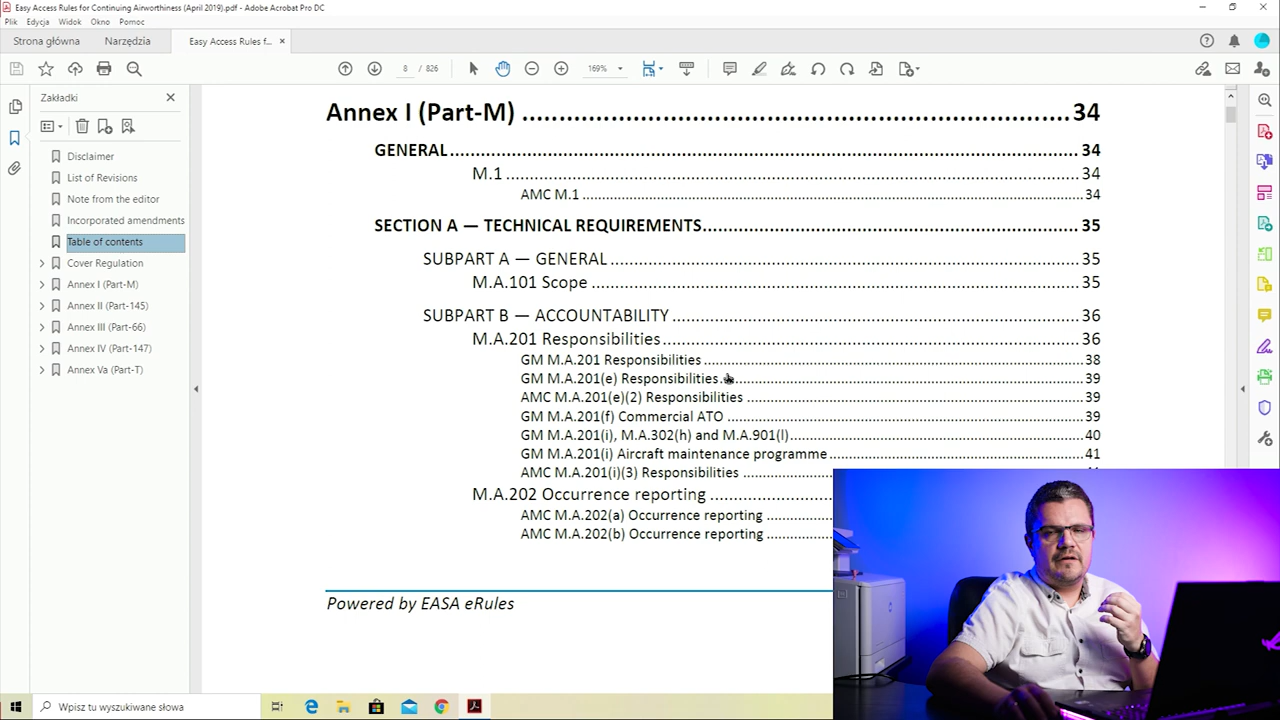 Easy Access Rules for Continuing Airworthiness (April 2019).pdf - Adobe Acrobat Pro DC
Plik Edycja Widok Okno Pomoc
Strona główna Narzędzia Easy Access Rules f...
8 / 826 169%
Zakładki
Disclaimer
List of Revisions
Note from the editor
Incorporated amendments
Table of contents
Cover Regulation
Annex I (Part-M)
Annex II (Part-145)
Annex III (Part-66)
Annex IV (Part-147)
Annex Va (Part-T)
Annex I (Part-M) ........................................................ 34
GENERAL ........................................................ 34
M.1 ........................................................ 34
AMC M.1 ........................................................ 34
SECTION A — TECHNICAL REQUIREMENTS ........................................................ 35
SUBPART A — GENERAL ........................................................ 35
M.A.101 Scope ........................................................ 35
SUBPART B — ACCOUNTABILITY ........................................................ 36
M.A.201 Responsibilities ........................................................ 36
GM M.A.201 Responsibilities ........................................................ 38
GM M.A.201(e) Responsibilities ........................................................ 39
AMC M.A.201(e)(2) Responsibilities ........................................................ 39
GM M.A.201(f) Commercial ATO ........................................................ 39
GM M.A.201(i), M.A.302(h) and M.A.901(l) ........................................................ 40
GM M.A.201(i) Aircraft maintenance programme ........................................................ 41
AMC M.A.201(i)(3) Responsibilities ........................................................
M.A.202 Occurrence reporting ........................................
AMC M.A.202(a) Occurrence reporting ....................
AMC M.A.202(b) Occurrence reporting ....................
Powered by EASA eRules
Wpisz tu wyszukiwane słowa